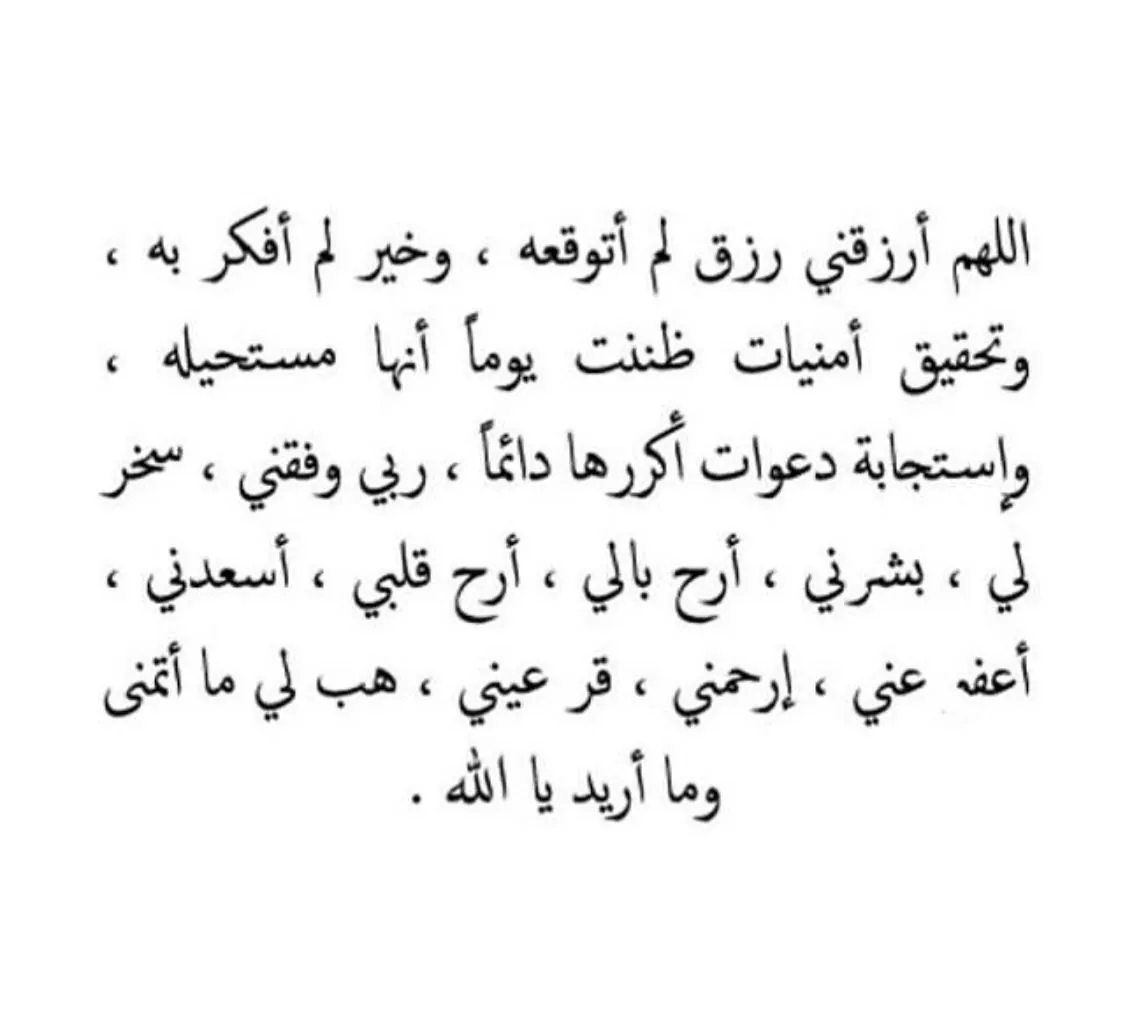 اللهم أرزقني رزق لم أتوقعه ، وخير لم أفكر به ،
وتحقيق أمنيات ظننت يوماً أنها مستحيله ،
وإستجابة دعوات أكررها دائماً ، ربي وفقني ، سخر
لي ، بشرني ، أرح بالي ، أرح قلبي ، أسعدني ،
أعفه عني ، إرحمني ، قر عيني ، هب لي ما أتمنى
وما أريد يا الله .